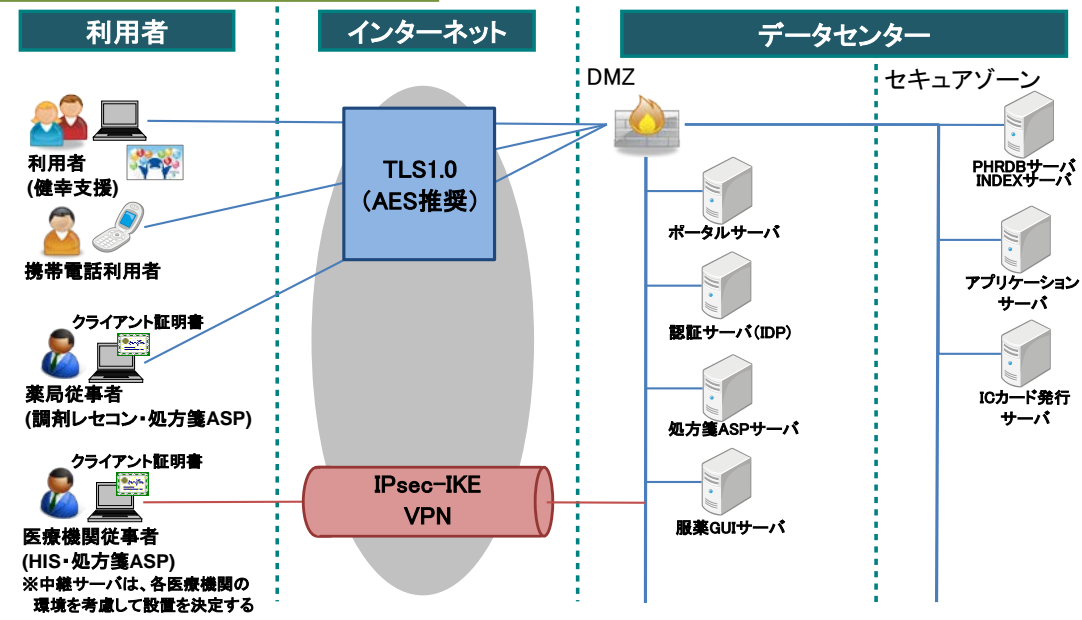 利用者
インターネット
データセンター
DMZ
セキュアゾーン
利用者
(健幸支援)
携帯電話利用者
クライアント証明書
薬局従事者
(調剤レセコン・処方箋ASP)
クライアント証明書
医療機関従事者
(HIS・処方箋ASP)
※中継サーバは、各医療機関の
環境を考慮して設置を決定する
TLS1.0
（AES推奨）
IPsec-IKE
VPN
ポータルサーバ
認証サーバ(IDP)
処方箋ASPサーバ
服薬GUIサーバ
PHRDBサーバ
INDEXサーバ
アプリケーション
サーバ
ICカード発行
サーバ